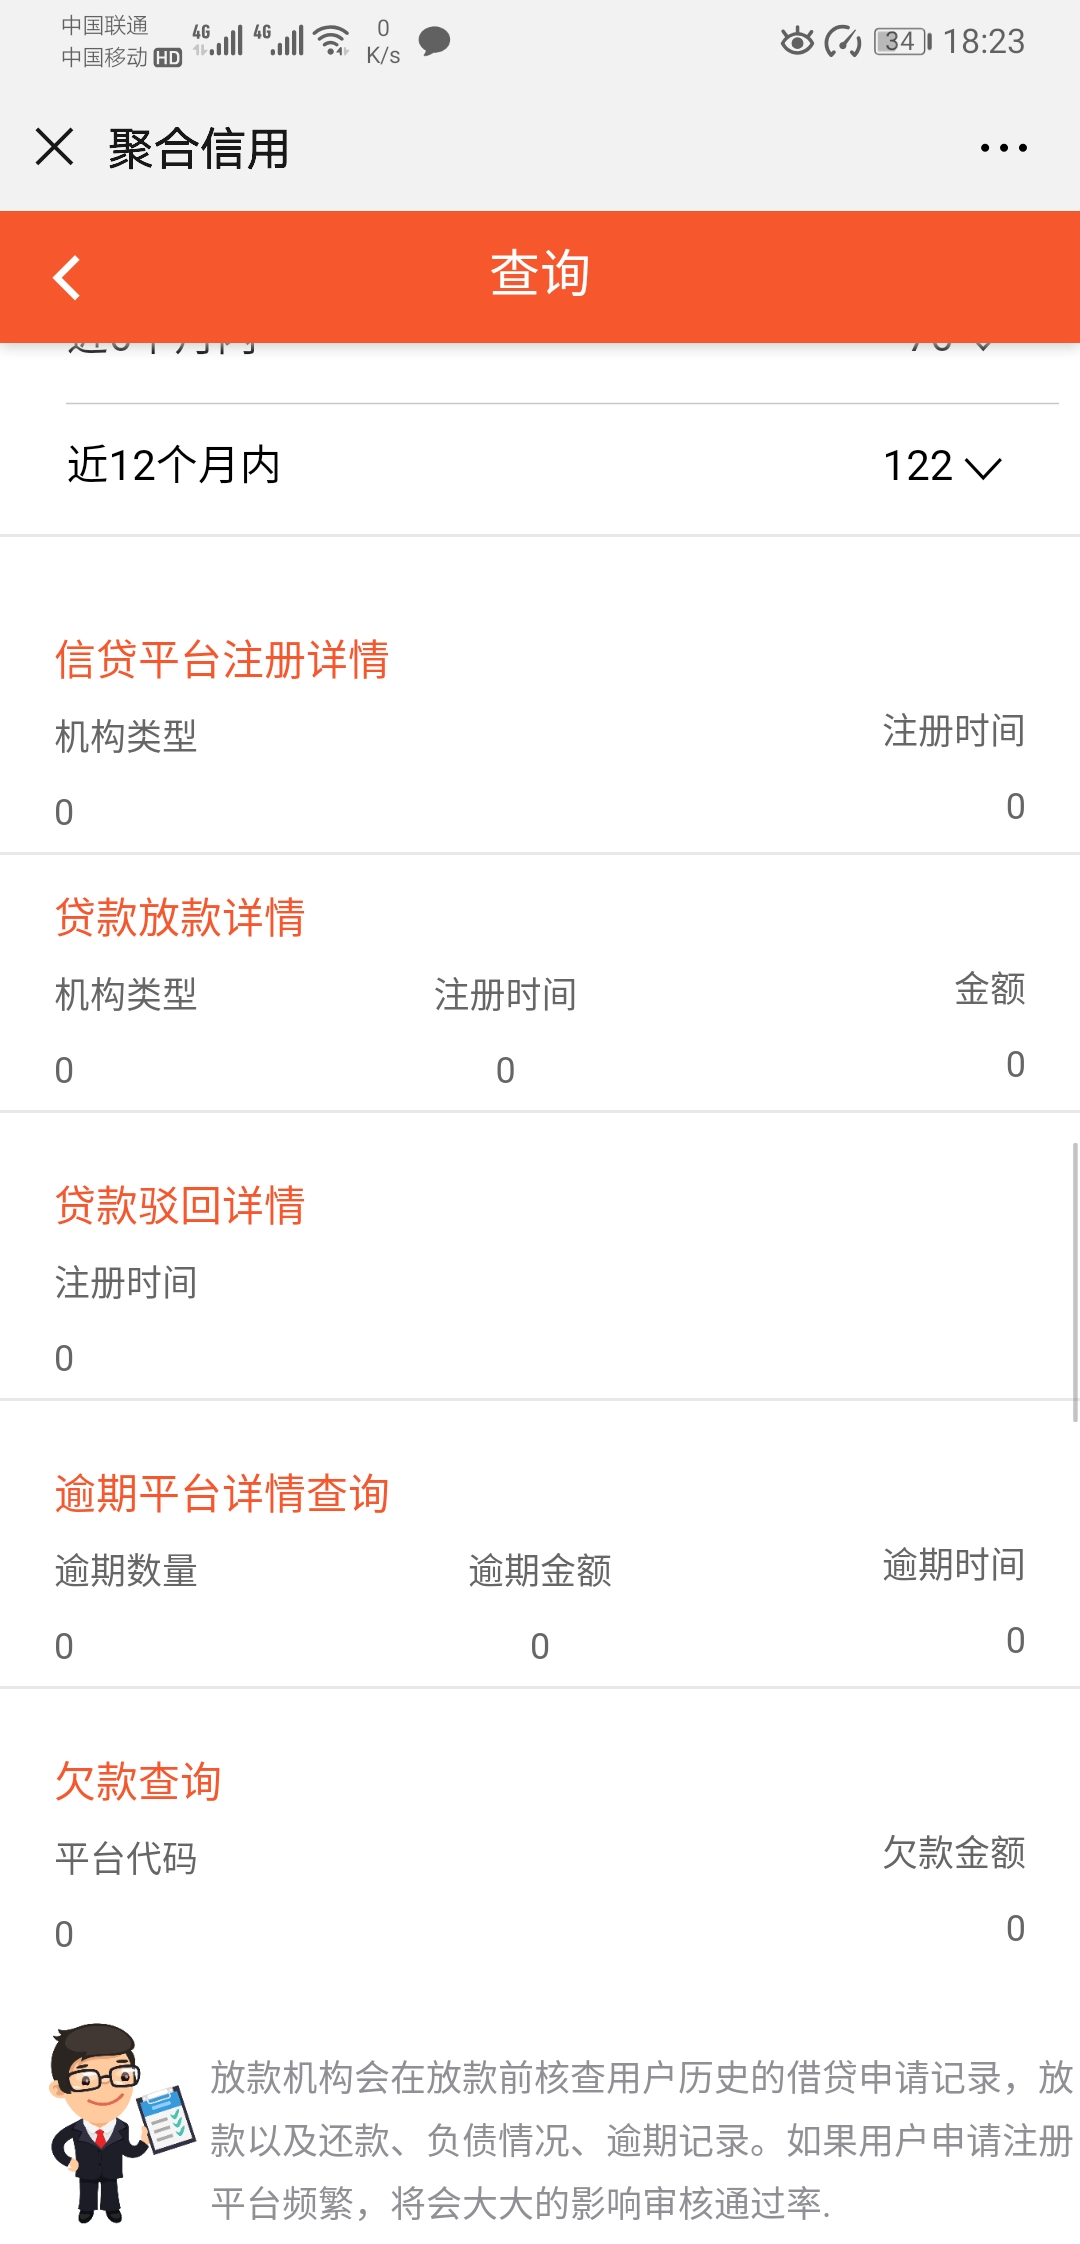 中国联通
中国移动 HD 4G 4G 0 K/s 34 18:23
聚合信用
查询
近12个月内 122
信贷平台注册详情
机构类型 注册时间
0 0
贷款放款详情
机构类型 注册时间 金额
0 0 0
贷款驳回详情
注册时间
0
逾期平台详情查询
逾期数量 逾期金额 逾期时间
0 0 0
欠款查询
平台代码 欠款金额
0 0
放款机构会在放款前核查用户历史的借贷申请记录，放
款以及还款、负债情况、逾期记录。如果用户申请注册
平台频繁，将会大大的影响审核通过率.